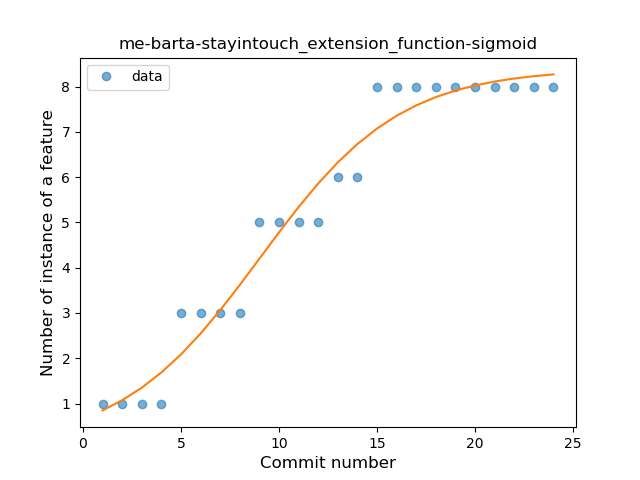 me-barta-stayintouch_extension_function-sigmoid
data
Number of instance of a feature
8
7
6
5
4
3
2
1
0 5 10 15 20 25
Commit number